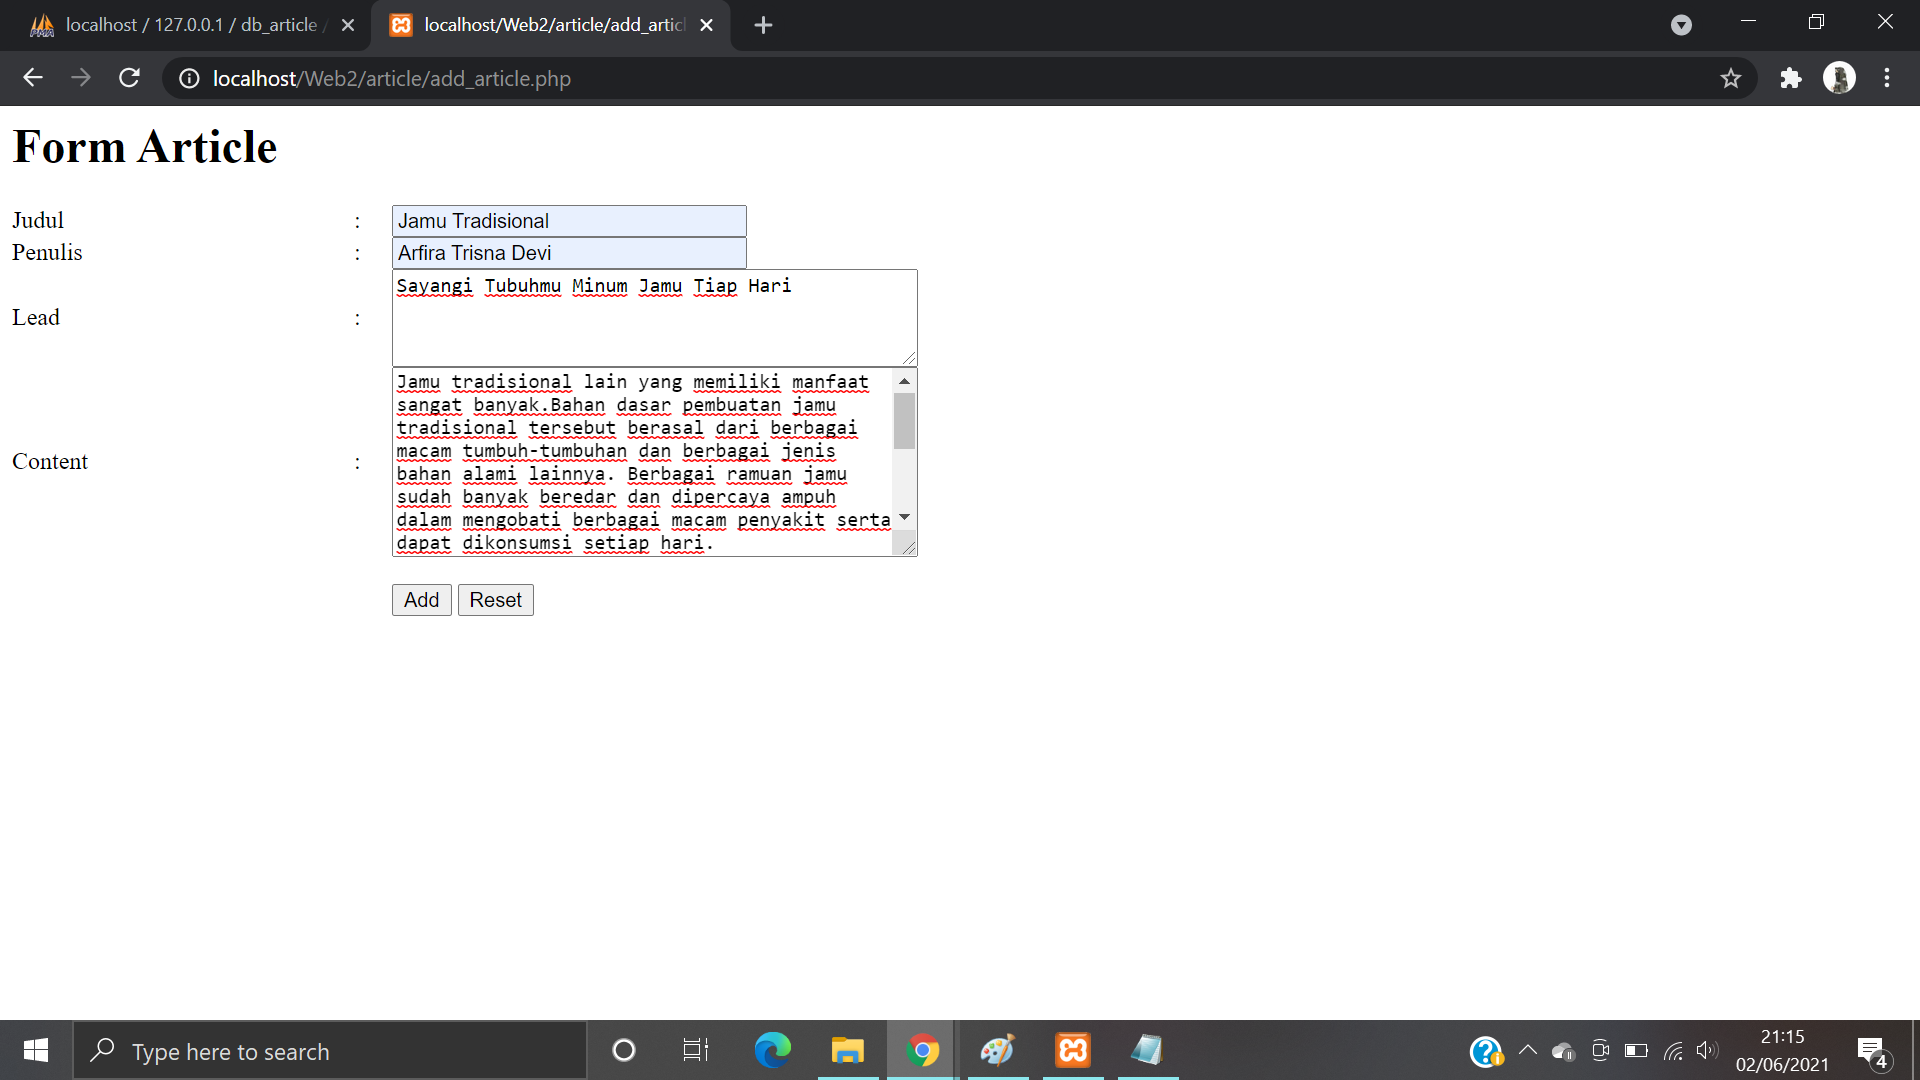 localhost / 127.0.0.1 / db_article /
localhost/Web2/article/add_artic
localhost/Web2/article/add_article.php
Form Article
Judul : Jamu Tradisional
Penulis : Arfira Trisna Devi
Lead : Sayangi Tubuhmu Minum Jamu Tiap Hari
Content :
Jamu tradisional lain yang memiliki manfaat
sangat banyak.Bahan dasar pembuatan jamu
tradisional tersebut berasal dari berbagai
macam tumbuh-tumbuhan dan berbagai jenis
bahan alami lainnya. Berbagai ramuan jamu
sudah banyak beredar dan dipercaya ampuh
dalam mengobati berbagai macam penyakit serta
dapat dikonsumsi setiap hari.
Add Reset
Type here to search
21:15
02/06/2021
4